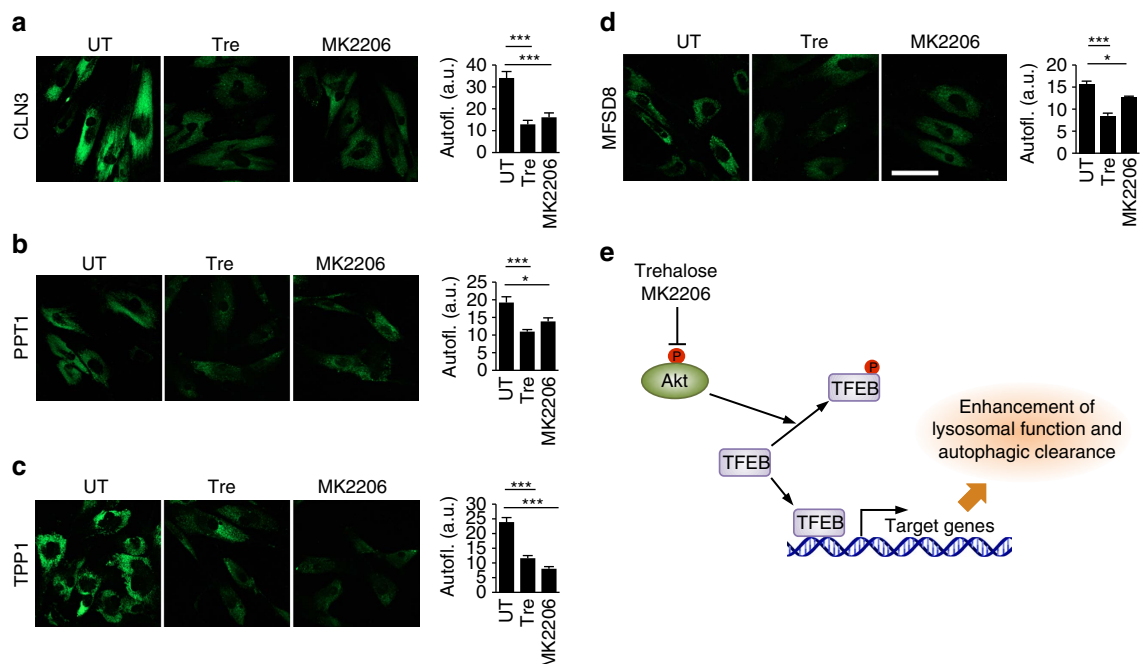 a
UT Tre MK2206
CLN3
Autofl. (a.u.)
40
30
20
10
0
***
***
UT
Tre
MK2206
b
UT Tre MK2206
PPT1
Autofl. (a.u.)
25
20
15
10
5
0
***
*
UT
Tre
MK2206
c
UT Tre MK2206
TPP1
Autofl. (a.u.)
30
25
20
15
10
5
0
***
***
UT
Tre
MK2206
d
UT Tre MK2206
MFSD8
Autofl. (a.u.)
20
15
10
5
0
***
*
UT
Tre
MK2206
e
Trehalose
MK2206
P
Akt
P
TFEB
TFEB
TFEB
Target genes
Enhancement of
lysosomal function and
autophagic clearance